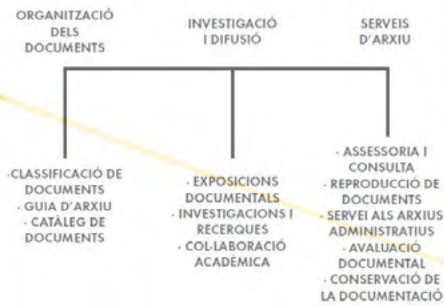 ORGANITZACIÓ
DELS
DOCUMENTS
INVESTIGACIÓ
I DIFUSIÓ
SERVEIS
D'ARXIU
·CLASSIFICACIÓ DE
DOCUMENTS
· GUIA D'ARXIU
· CATÀLEG DE
DOCUMENTS
· EXPOSICIONS
DOCUMENTALS
· INVESTIGACIONS I
RECERQUES
· COL·LABORACIÓ
ACADÈMICA
· ASSESSORIA I
CONSULTA
· REPRODUCCIÓ DE
DOCUMENTS
· SERVEI ALS ARXIUS
ADMINISTRATIUS
· AVALUACIÓ
DOCUMENTAL
· CONSERVACIÓ DE
LA DOCUMENTACIÓ